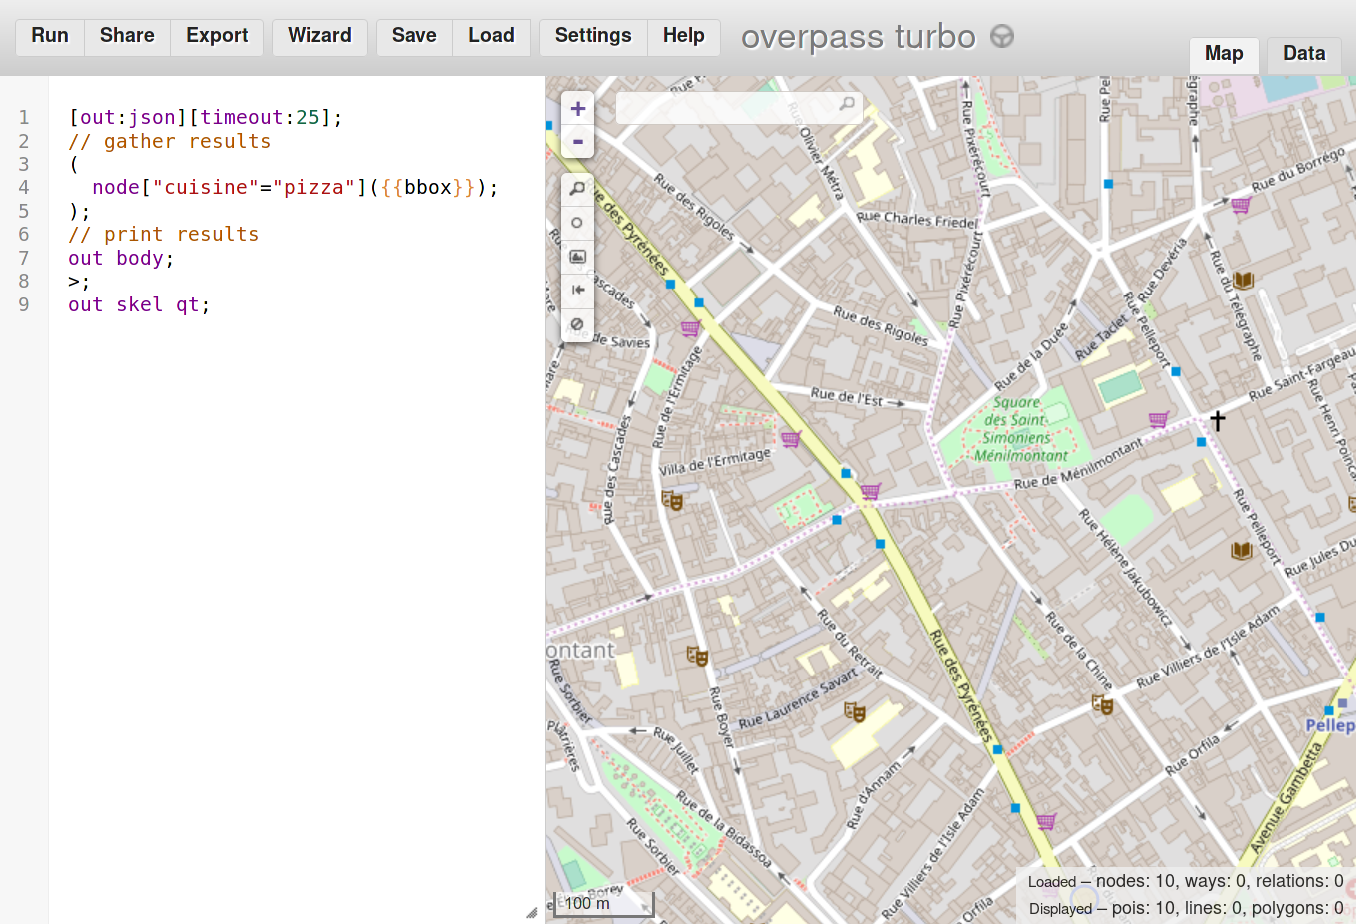 Run Share Export Wizard Save Load Settings Help overpass turbo
Map Data
1 [out:json][timeout:25];
2 // gather results
3 (
4 node["cuisine"="pizza"]({{bbox}});
5 );
6 // print results
7 out body;
8 >;
9 out skel qt;
+
-
Rue Olivier Métra
Rue Pixérécourt
Rue Pel
égraphe
Rue du Borrégo
Rue des Rigoles
Rue Charles Friedel
Rue des Pyrénées
Cascades
Rue Pixérécourt
Rue Devéria
Rue du Télégraphe
de Savies
Rue des Rigoles
Rue de la Duée
Rue Taclet
Rue Pelleport
Rue de l'Ermitage
Rue de l'Est
Rue Saint-Fargeau
Rue Henri Poinca
Square
des Saint-
Simoniens
Ménilmontant
Rue des Cascades
Villa de l'Ermitage
Rue de Ménilmontant
Rue Hélène Jakubowicz
Rue Pelleport
Rue Jules Du
ontant
Rue Sorbier
Rue du Retrait
Rue des Pyrénées
Rue de la Chine
Rue Villiers de l'Isle Adam
Rue Boyer
Rue Laurence Savart
Pellep
Plâtrières
Rue Juillet
Rue Orfila
Rue d'Annam
Avenue Gambetta
Rue de la Bidassoa
Rue Sorbier
Rue Villiers de l'Isle Adam
Orfila
Borey
100 m
Loaded – nodes: 10, ways: 0, relations: 0
Displayed – pois: 10, lines: 0, polygons: 0